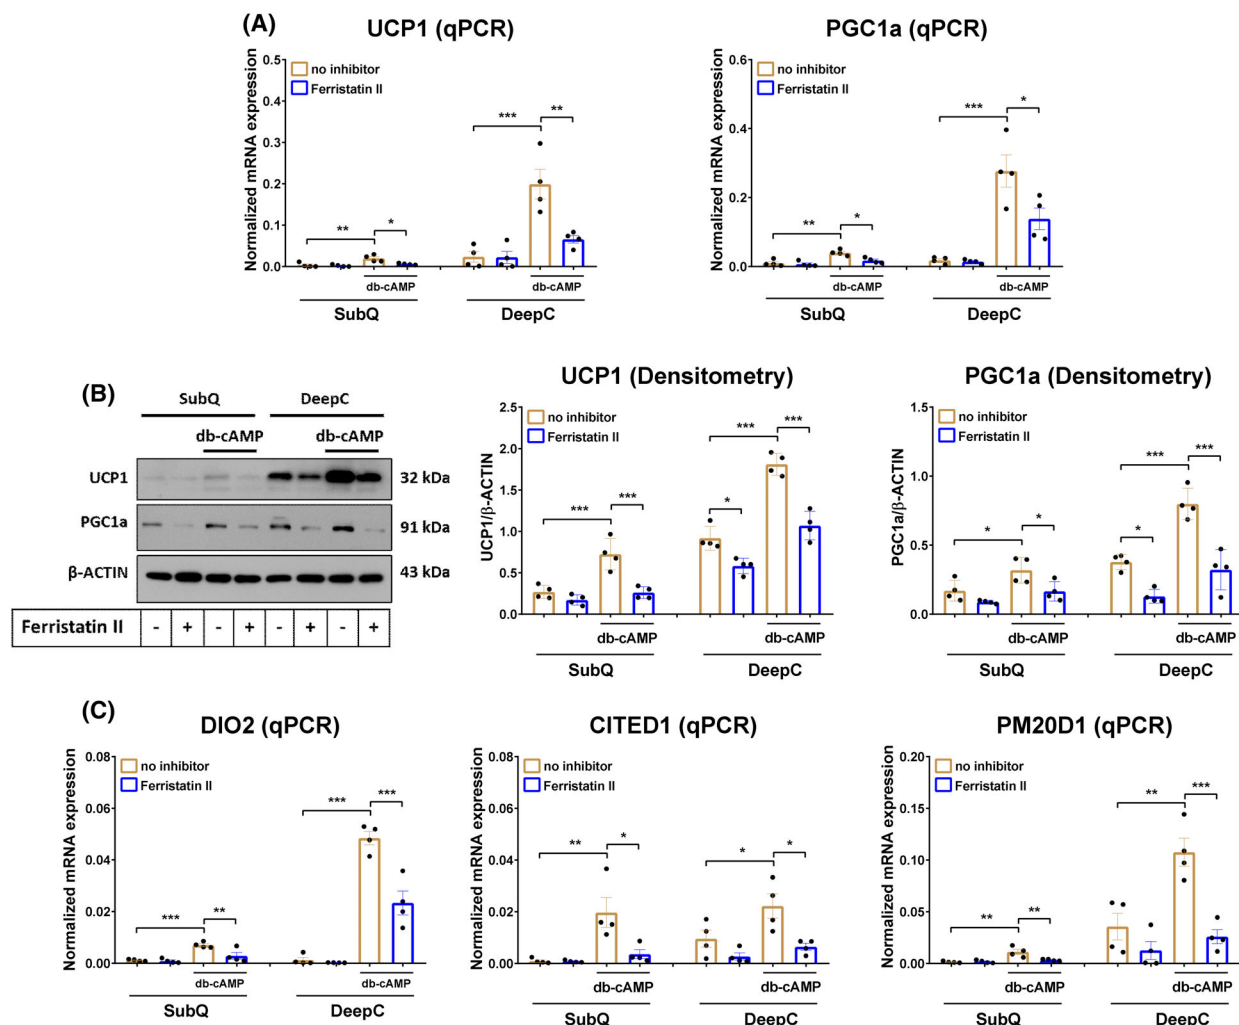 (A)
UCP1 (qPCR)
Normalized mRNA expression
0.5
0.4
0.3
0.2
0.1
0.0
no inhibitor
Ferristatin II
** * *** **
db-cAMP db-cAMP
SubQ DeepC
PGC1a (qPCR)
Normalized mRNA expression
0.6
0.4
0.2
0.0
no inhibitor
Ferristatin II
** * *** *
db-cAMP db-cAMP
SubQ DeepC
(B)
SubQ DeepC
db-cAMP db-cAMP
UCP1 32 kDa
PGC1a 91 kDa
β-ACTIN 43 kDa
Ferristatin II - + - + - + - +
UCP1 (Densitometry)
UCP1/β-ACTIN
2.5
2.0
1.5
1.0
0.5
0.0
no inhibitor
Ferristatin II
*** *** * *** ***
db-cAMP db-cAMP
SubQ DeepC
PGC1a (Densitometry)
PGC1a/β-ACTIN
1.5
1.0
0.5
0.0
no inhibitor
Ferristatin II
* * * *** ***
db-cAMP db-cAMP
SubQ DeepC
(C)
DIO2 (qPCR)
Normalized mRNA expression
0.08
0.06
0.04
0.02
0.00
no inhibitor
Ferristatin II
*** ** *** ***
db-cAMP db-cAMP
SubQ DeepC
CITED1 (qPCR)
Normalized mRNA expression
0.08
0.06
0.04
0.02
0.00
no inhibitor
Ferristatin II
** * * *
db-cAMP db-cAMP
SubQ DeepC
PM20D1 (qPCR)
Normalized mRNA expression
0.20
0.15
0.10
0.05
0.00
no inhibitor
Ferristatin II
** ** ** ***
db-cAMP db-cAMP
SubQ DeepC